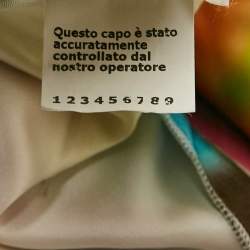 Questo capo è stato
accuratamente
controllato dal
nostro operatore
1 2 3 4 5 6 7 8 9